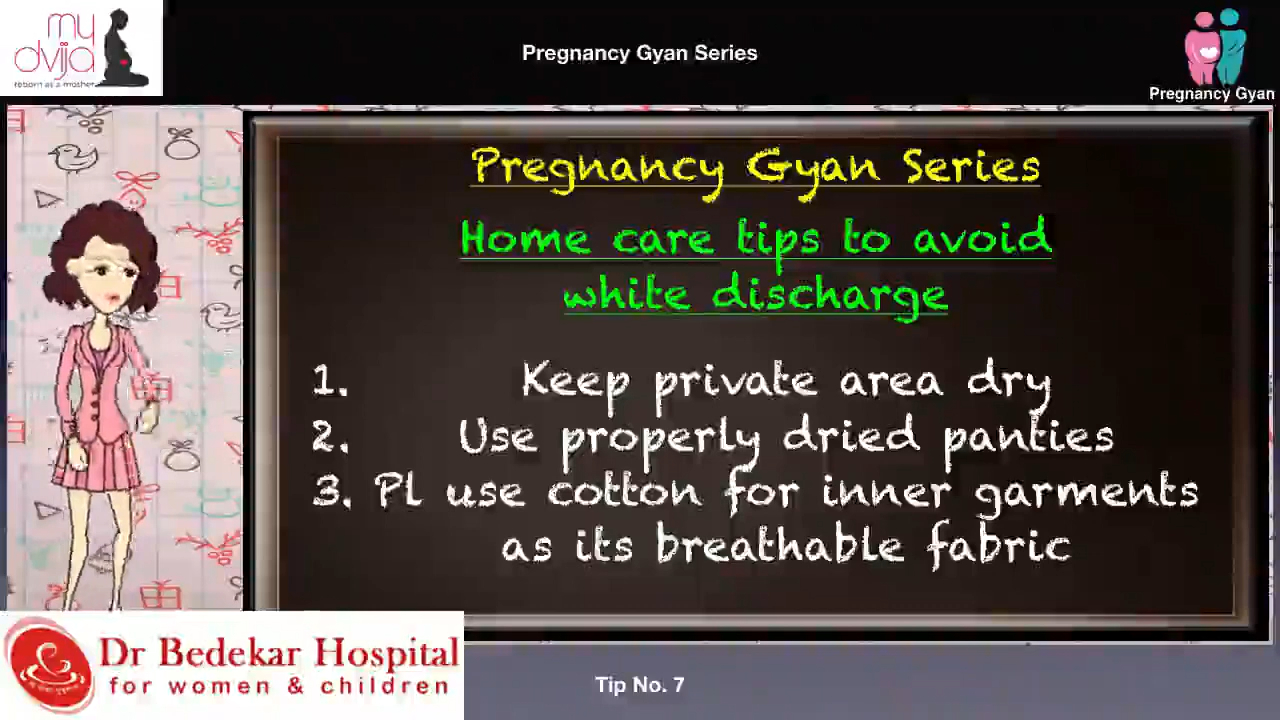 my
dvija
reborn as a mother
Pregnancy Gyan Series
Pregnancy Gyan
Pregnancy Gyan Series
Home care tips to avoid
white discharge
1. Keep private area dry
2. Use properly dried panties
3. Pl use cotton for inner garments
as its breathable fabric
Dr Bedekar Hospital
for women & children
Tip No. 7